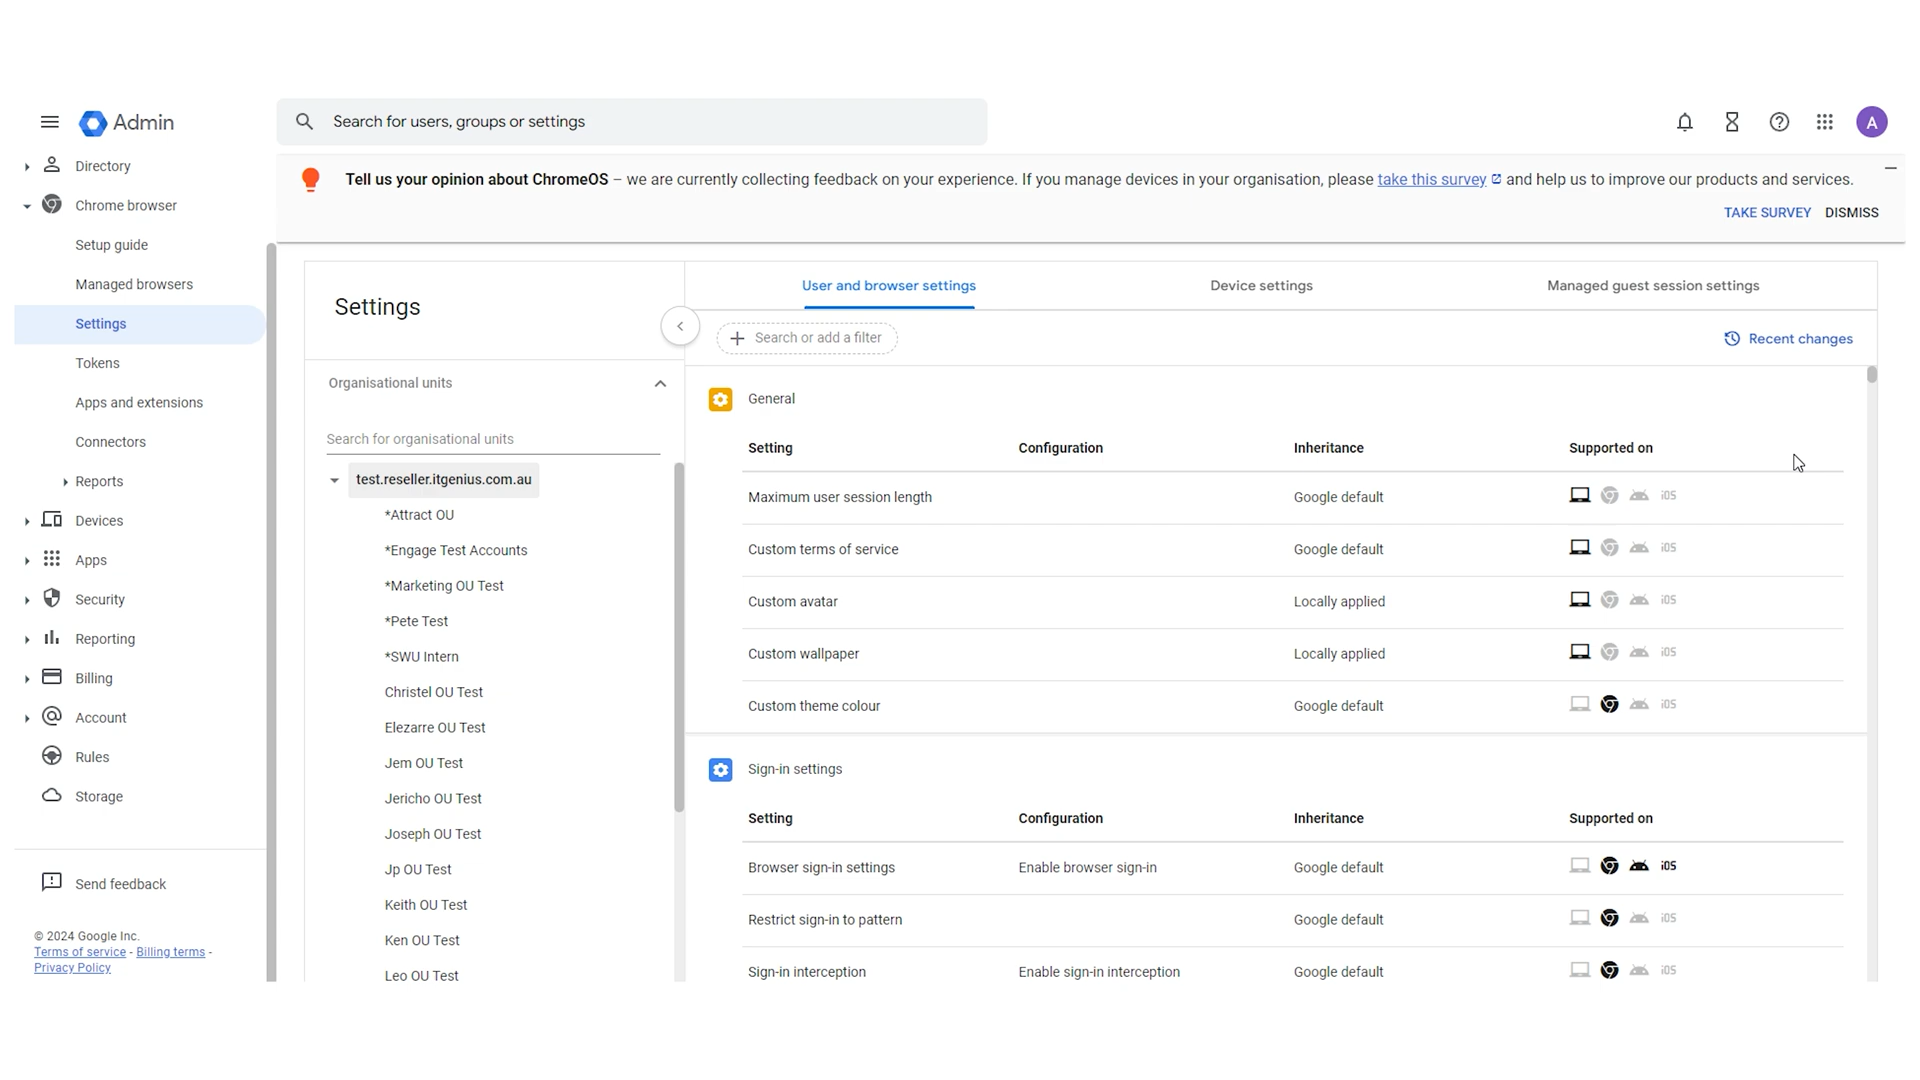 Admin
Search for users, groups or settings
A
Directory
Chrome browser
Setup guide
Managed browsers
Settings
Tokens
Apps and extensions
Connectors
Reports
Devices
Apps
Security
Reporting
Billing
Account
Rules
Storage
Send feedback
© 2024 Google Inc.
Terms of service - Billing terms -
Privacy Policy
Tell us your opinion about ChromeOS – we are currently collecting feedback on your experience. If you manage devices in your organisation, please take this survey and help us to improve our products and services.
TAKE SURVEY DISMISS
Settings
Organisational units
Search for organisational units
test.reseller.itgenius.com.au
*Attract OU
*Engage Test Accounts
*Marketing OU Test
*Pete Test
*SWU Intern
Christel OU Test
Elezarre OU Test
Jem OU Test
Jericho OU Test
Joseph OU Test
Jp OU Test
Keith OU Test
Ken OU Test
Leo OU Test
User and browser settings Device settings Managed guest session settings
Search or add a filter Recent changes
General
Setting Configuration Inheritance Supported on
Maximum user session length Google default iOS
Custom terms of service Google default iOS
Custom avatar Locally applied iOS
Custom wallpaper Locally applied iOS
Custom theme colour Google default iOS
Sign-in settings
Setting Configuration Inheritance Supported on
Browser sign-in settings Enable browser sign-in Google default iOS
Restrict sign-in to pattern Google default iOS
Sign-in interception Enable sign-in interception Google default iOS